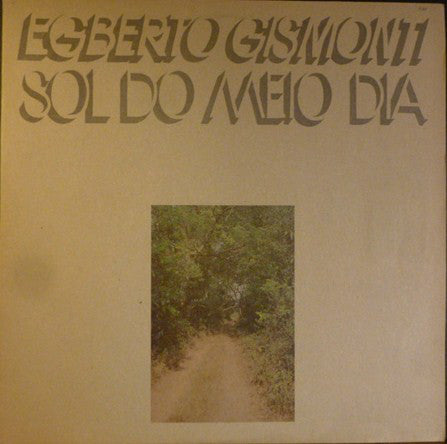 EGBERTO GISMONTI
SOL DO MEIO DIA